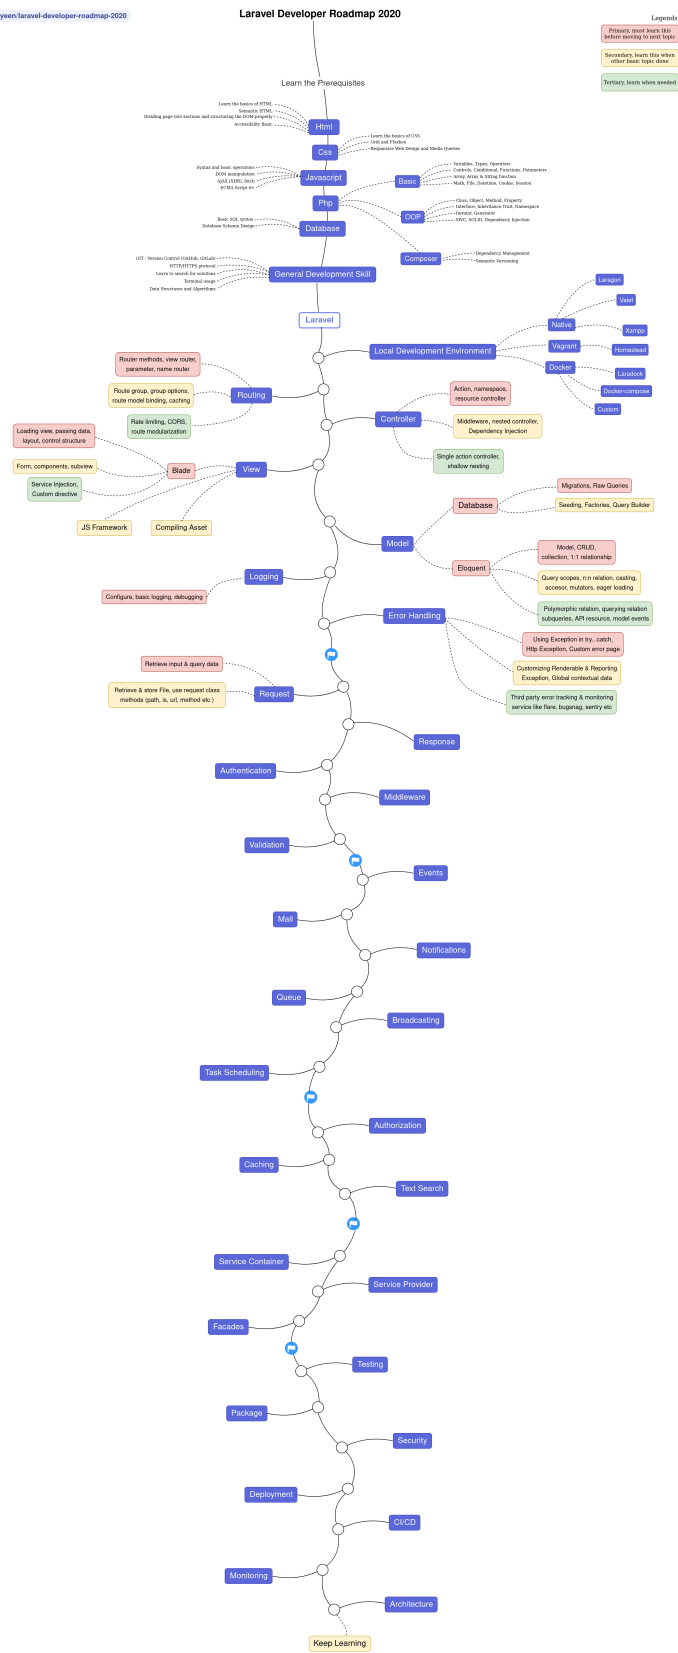 yeen/laravel-developer-roadmap-2020
Laravel Developer Roadmap 2020
Legends
Primary, must learn this
before moving to next topic
Secondary, learn this when
other basic topic done
Tertiary, learn when needed
Learn the Prerequisites
Learn the basics of HTML
Semantic HTML
Dividing page into sections and structuring the DOM properly
Accessibility Basic
Html
Css
Learn the basics of CSS
Grid and Flexbox
Responsive Web Design and Media Queries
Syntax and basic operations
DOM manipulation
AJAX (XHR), fetch
ECMA Script 6+
Javascript
Php
Basic
Variables, Types, Operators
Controls, Conditional, Functions, Parameters
Array, Array & String function
Math, File, Datetime, Cookie, Session
OOP
Class, Object, Method, Property
Interface, Inheritance, Trait, Namespace
Iterator, Generator
MVC, SOLID, Dependency Injection
Composer
Dependency Management
Semantic Versioning
Basic SQL syntax
Database Schema Design
Database
GIT - Version Control (GitHub, GitLab)
HTTP/HTTPS protocol
Learn to search for solutions
Terminal usage
Data Structures and Algorithms
General Development Skill
Laravel
Local Development Environment
Native
Laragon
Valet
Xampp
Vagrant
Homestead
Docker
Laradock
Docker-compose
Custom
Router methods, view router,
parameter, name router
Route group, group options,
route model binding, caching
Rate limiting, CORS,
route modularization
Routing
Controller
Action, namespace,
resource controller
Middleware, nested controller,
Dependency Injection
Single action controller,
shallow nesting
Loading view, passing data,
layout, control structure
Form, components, subview
Service Injection,
Custom directive
Blade
View
JS Framework
Compiling Asset
Model
Database
Migrations, Raw Queries
Seeding, Factories, Query Builder
Eloquent
Model, CRUD,
collection, 1:1 relationship
Query scopes, n:n relation, casting,
accesor, mutators, eager loading
Polymorphic relation, querying relation
subqueries, API resource, model events
Logging
Configure, basic logging, debugging
Error Handling
Using Exception in try...catch,
Http Exception, Custom error page
Customizing Renderable & Reporting
Exception, Global contextual data
Third party error tracking & monitoring
service like flare, bugsnag, sentry etc
Retrieve input & query data
Retrieve & store File, use request class
methods (path, is, url, method etc )
Request
Response
Authentication
Middleware
Validation
Events
Mail
Notifications
Queue
Broadcasting
Task Scheduling
Authorization
Caching
Text Search
Service Container
Service Provider
Facades
Testing
Package
Security
Deployment
CI/CD
Monitoring
Architecture
Keep Learning